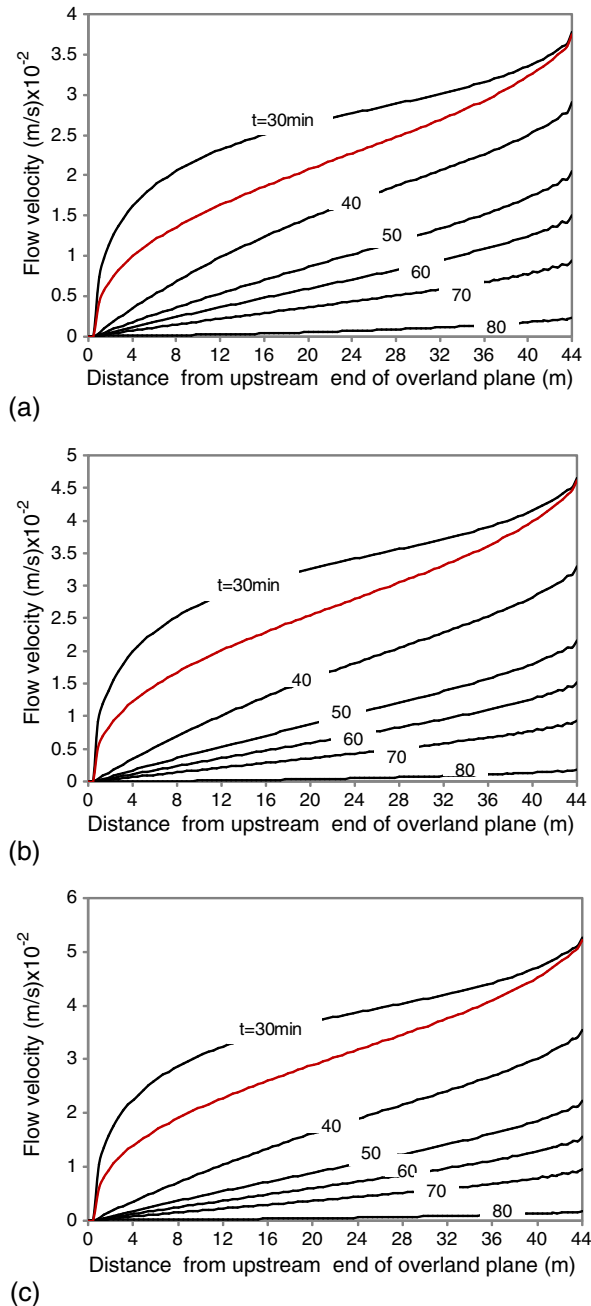 4
3.5
3
2.5
2
1.5
1
0.5
0
Flow velocity (m/s)x10-2
t=30min
40
50
60
70
80
0 4 8 12 16 20 24 28 32 36 40 44
Distance from upstream end of overland plane (m)
(a)
5
4.5
4
3.5
3
2.5
2
1.5
1
0.5
0
Flow velocity (m/s)x10-2
t=30min
40
50
60
70
80
0 4 8 12 16 20 24 28 32 36 40 44
Distance from upstream end of overland plane (m)
(b)
6
5
4
3
2
1
0
Flow velocity (m/s)x10-2
t=30min
40
50
60
70
80
0 4 8 12 16 20 24 28 32 36 40 44
Distance from upstream end of overland plane (m)
(c)